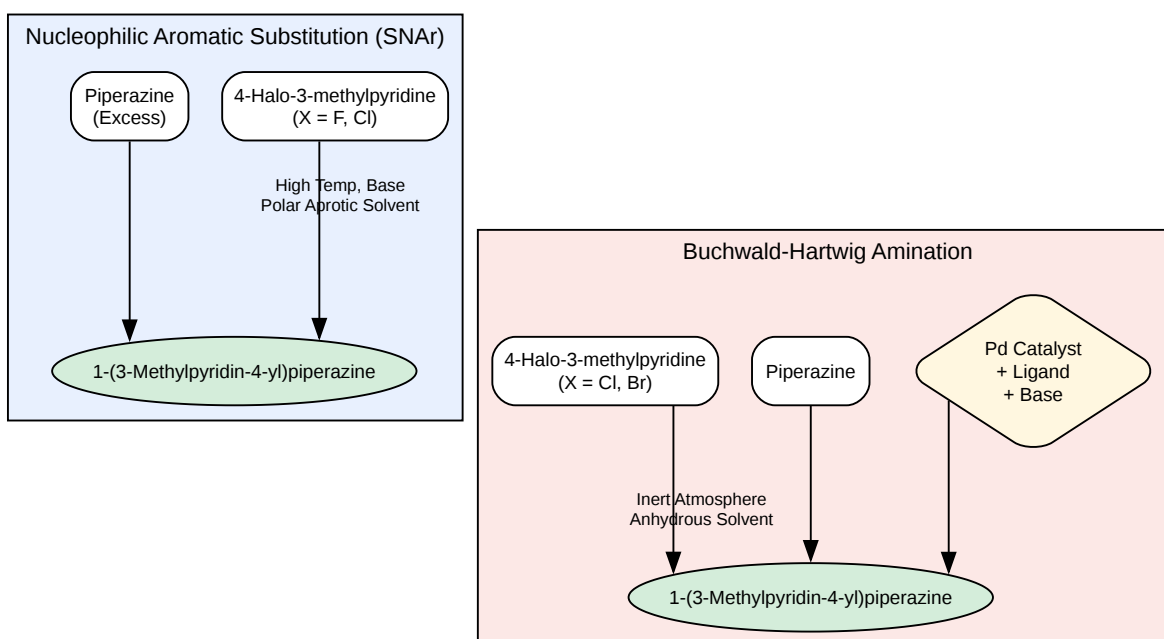 Nucleophilic Aromatic Substitution (SNAr)
Piperazine
(Excess)
4-Halo-3-methylpyridine
(X = F, Cl)
High Temp, Base
Polar Aprotic Solvent
1-(3-Methylpyridin-4-yl)piperazine
Buchwald-Hartwig Amination
4-Halo-3-methylpyridine
(X = Cl, Br)
Piperazine
Pd Catalyst
+ Ligand
+ Base
Inert Atmosphere
Anhydrous Solvent
1-(3-Methylpyridin-4-yl)piperazine